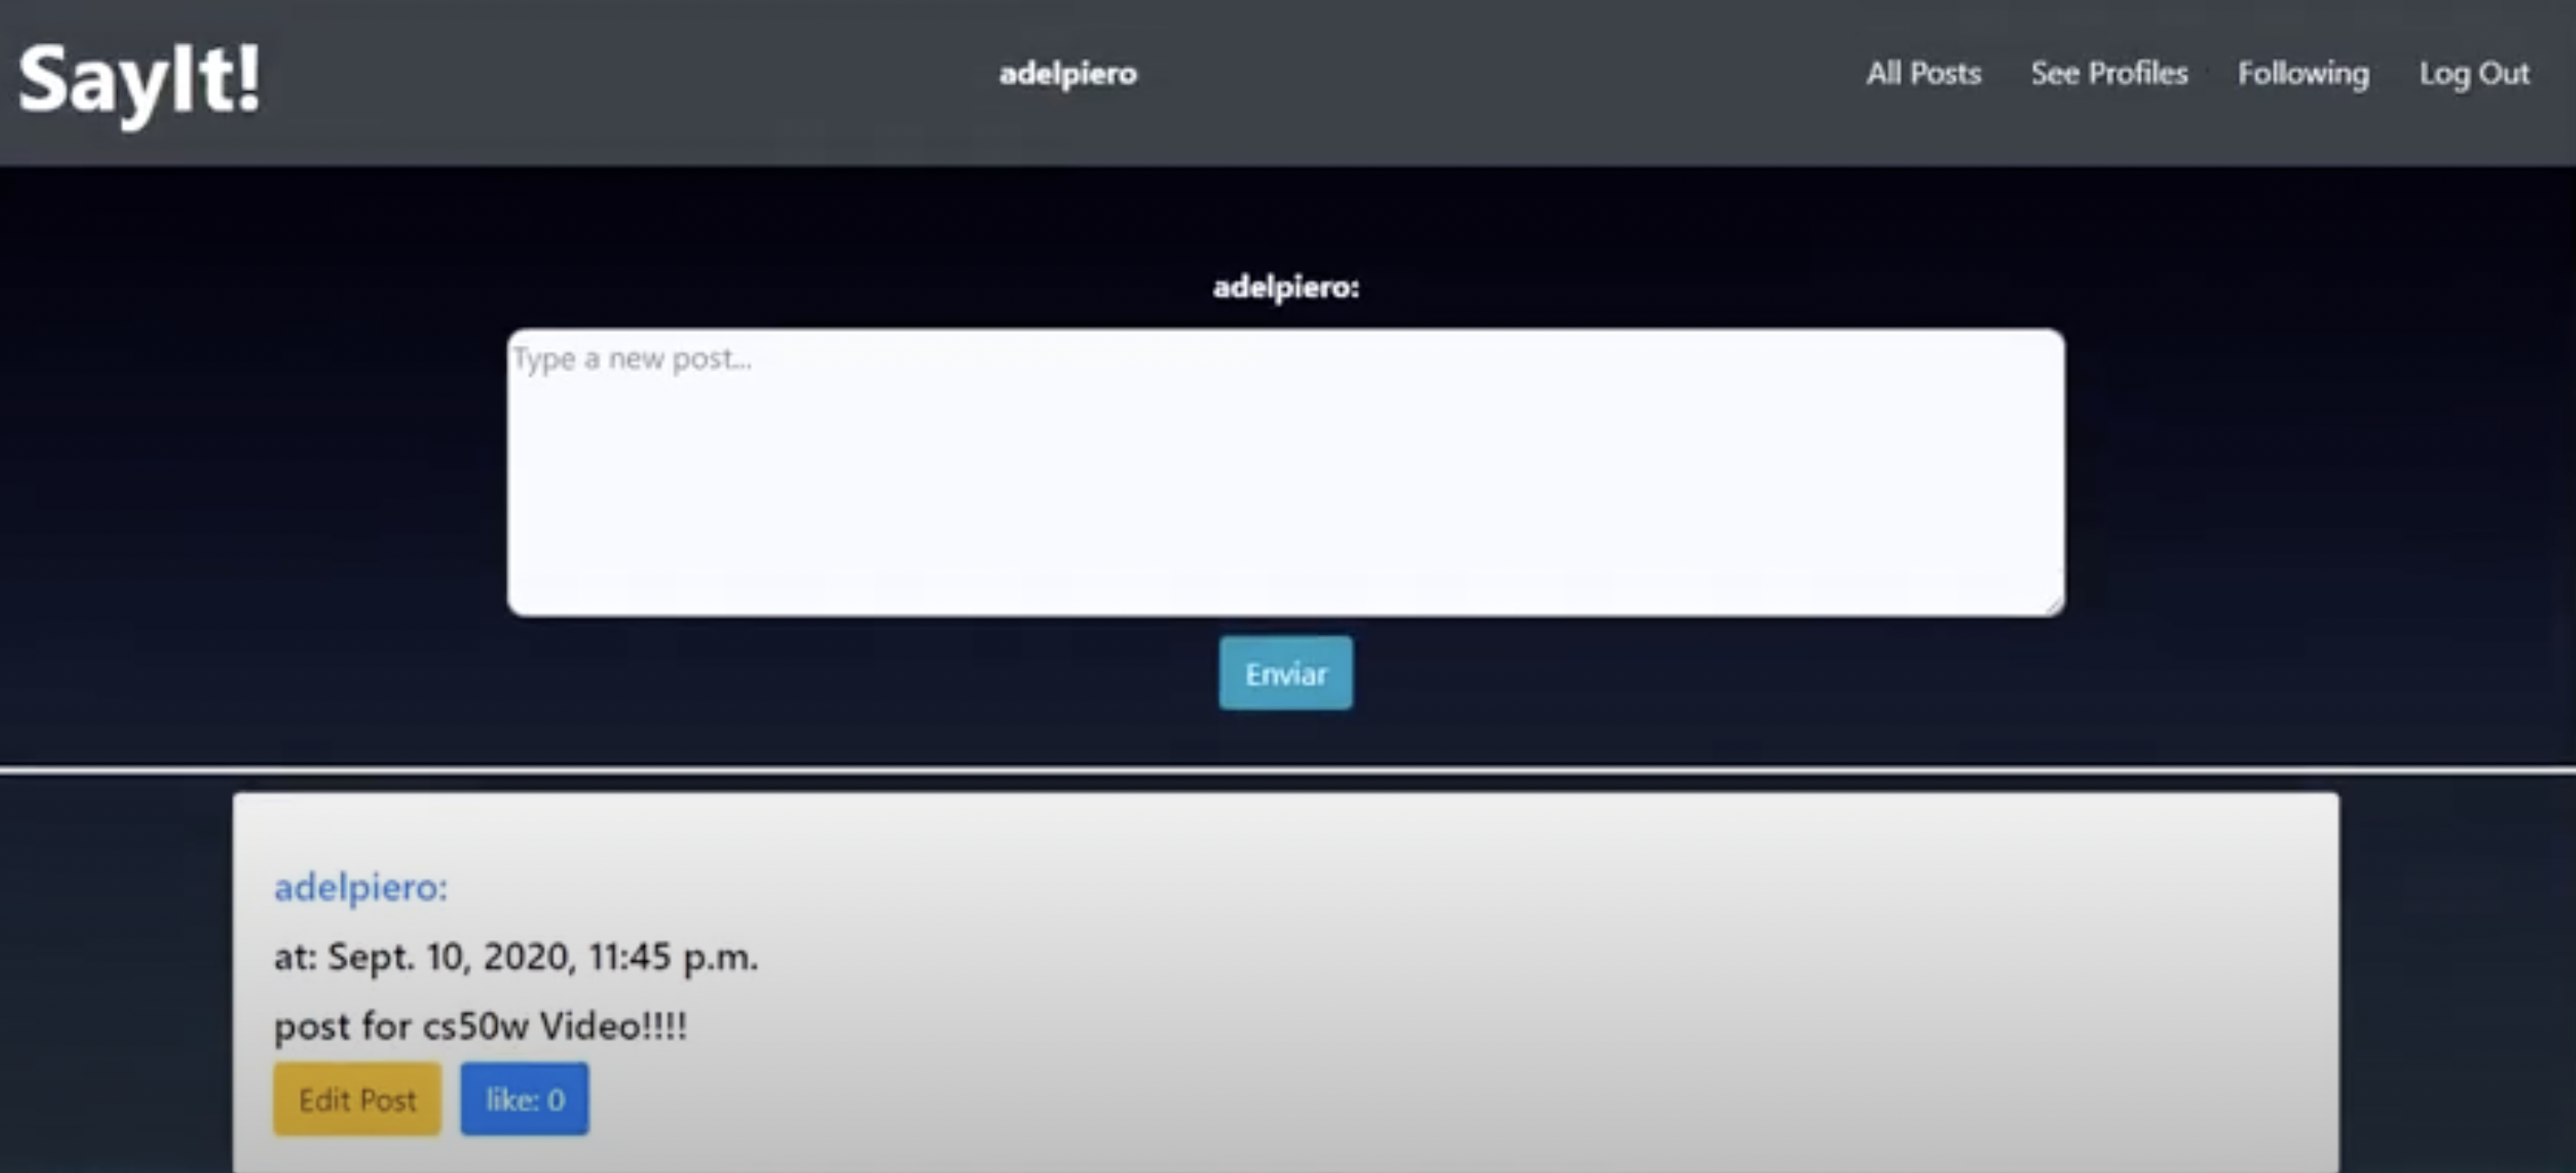 SayIt!
adelpiero
All Posts
See Profiles
Following
Log Out
adelpiero:
Type a new post...
Enviar
adelpiero:
at: Sept. 10, 2020, 11:45 p.m.
post for cs50w Video!!!!
Edit Post
like: 0